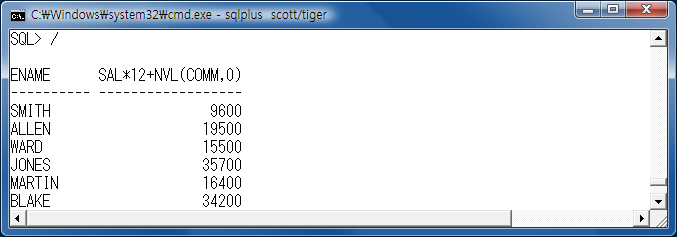 C:₩Windows₩system32₩cmd.exe - sqlplus scott/tiger
SQL> /
ENAME SAL*12+NVL(COMM,0)
---------- ------------------
SMITH 9600
ALLEN 19500
WARD 15500
JONES 35700
MARTIN 16400
BLAKE 34200